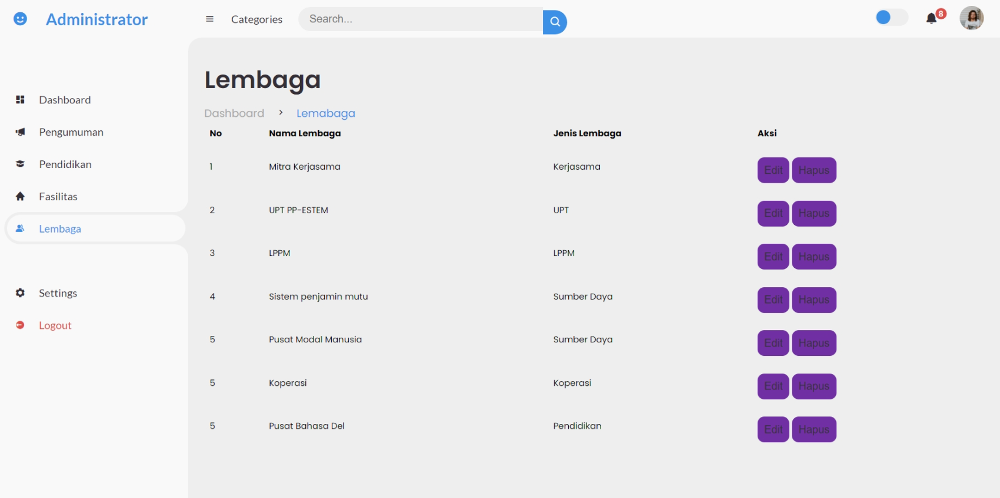 Administrator
Categories
Search...
8
Dashboard
Pengumuman
Pendidikan
Fasilitas
Lembaga
Settings
Logout
Lembaga
Dashboard > Lemabaga
No Nama Lembaga Jenis Lembaga Aksi
1 Mitra Kerjasama Kerjasama Edit Hapus
2 UPT PP-ESTEM UPT Edit Hapus
3 LPPM LPPM Edit Hapus
4 Sistem penjamin mutu Sumber Daya Edit Hapus
5 Pusat Modal Manusia Sumber Daya Edit Hapus
5 Koperasi Koperasi Edit Hapus
5 Pusat Bahasa Del Pendidikan Edit Hapus